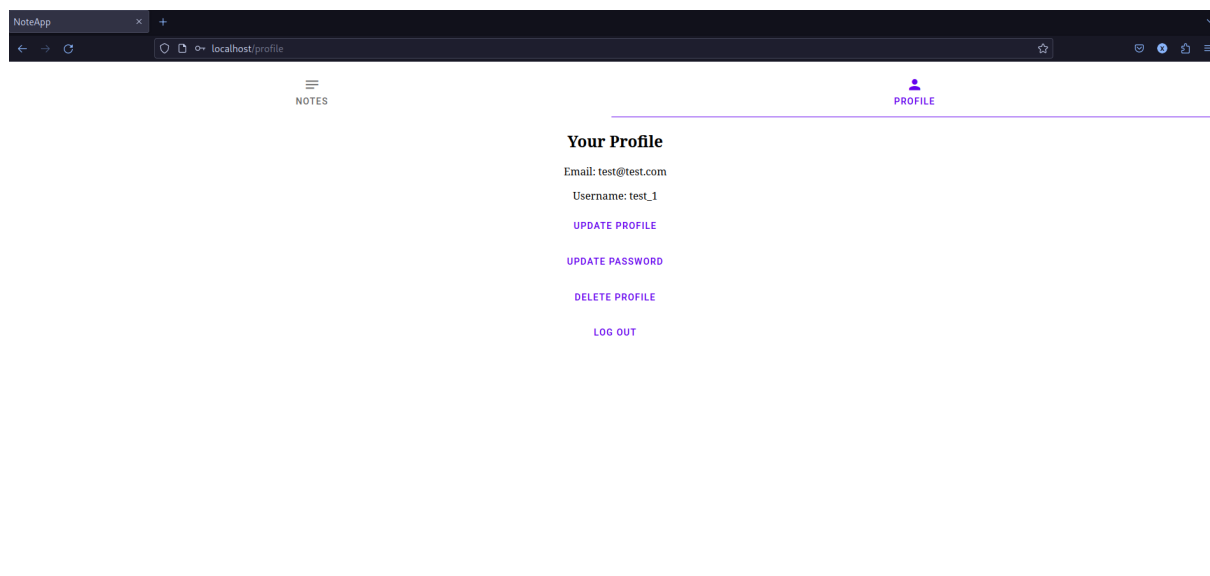 NoteApp
localhost/profile
NOTES
PROFILE
Your Profile
Email: test@test.com
Username: test_1
UPDATE PROFILE
UPDATE PASSWORD
DELETE PROFILE
LOG OUT